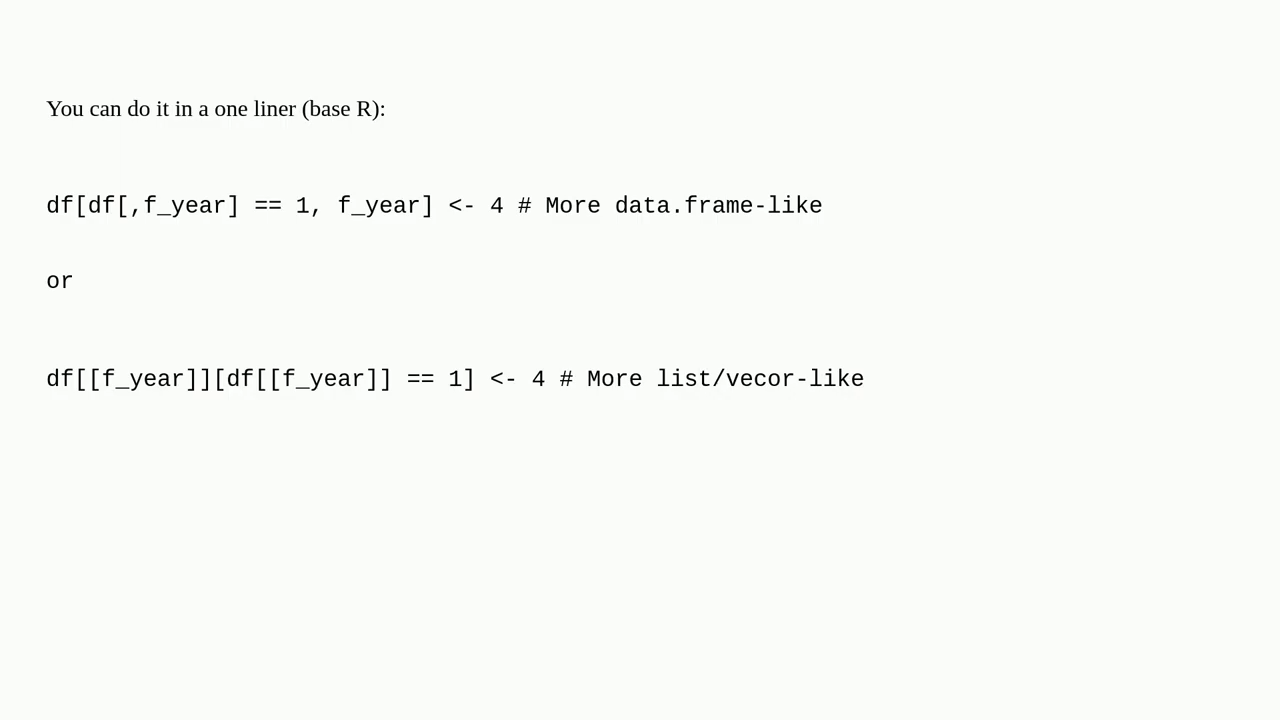 You can do it in a one liner (base R):
df[df[,f_year] == 1, f_year] <- 4 # More data.frame-like
or
df[[f_year]][df[[f_year]] == 1] <- 4 # More list/vecor-like